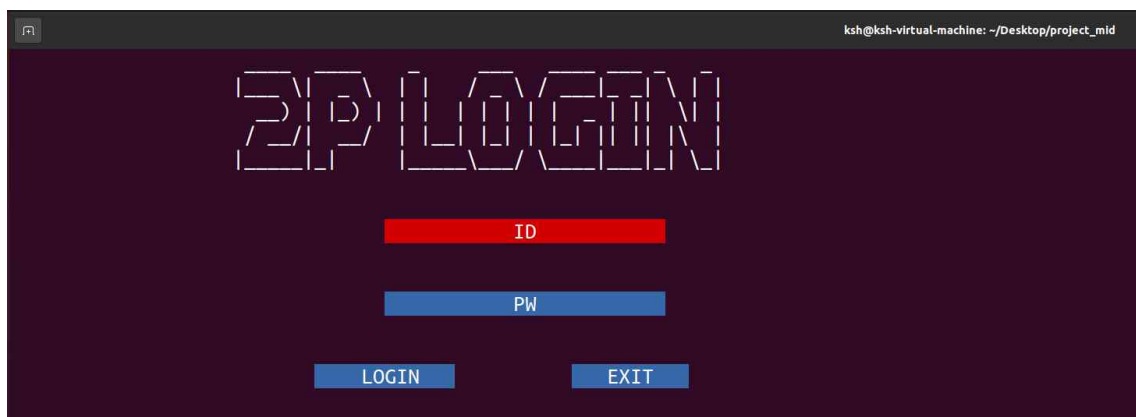 ksh@ksh-virtual-machine: ~/Desktop/project_mid
2P LOGIN
ID
PW
LOGIN EXIT